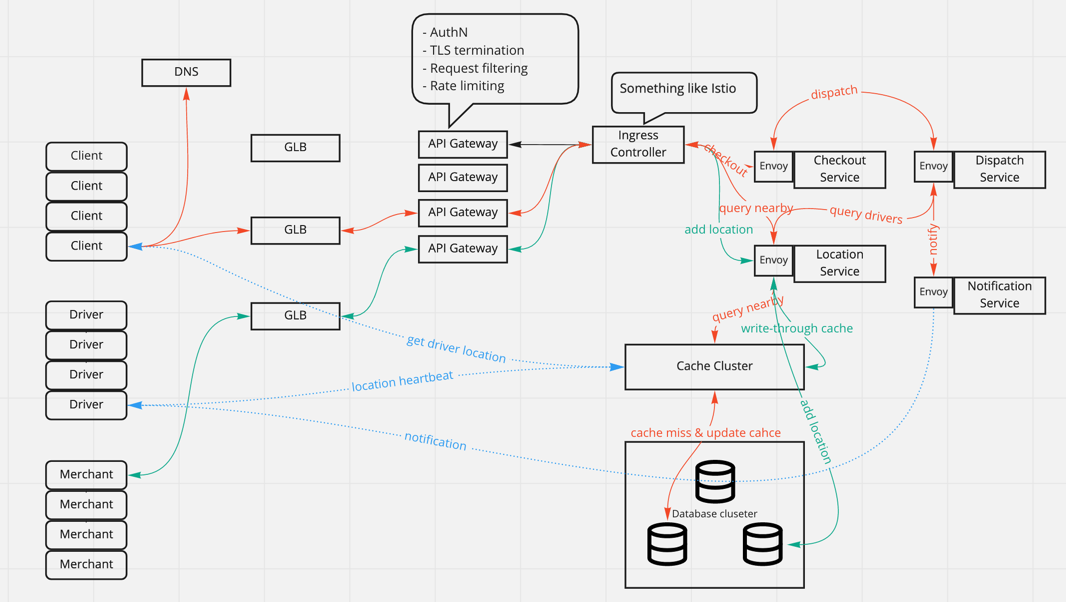 - AuthN
- TLS termination
- Request filtering
- Rate limiting
DNS
Something like Istio
dispatch
Client
Client
Client
Client
GLB
GLB
GLB
API Gateway
API Gateway
API Gateway
API Gateway
Ingress
Controller
checkout
Envoy
Checkout
Service
Envoy
Dispatch
Service
query nearby
query drivers
add location
notify
Envoy
Location
Service
Envoy
Notification
Service
Driver
Driver
Driver
Driver
query nearby
write-through cache
get driver location
location heartbeat
notification
Cache Cluster
add location
cache miss & update cahce
Database cluseter
Merchant
Merchant
Merchant
Merchant